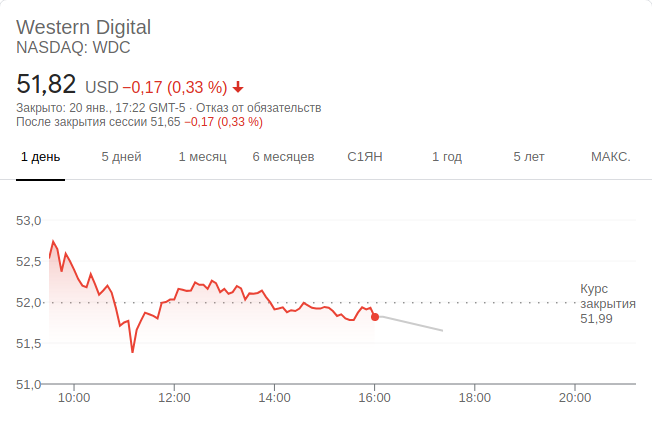 Western Digital
NASDAQ: WDC
51,82 USD −0,17 (0,33 %)
Закрыто: 20 янв., 17:22 GMT-5 · Отказ от обязательств
После закрытия сессии 51,65 −0,17 (0,33 %)
1 день 5 дней 1 месяц 6 месяцев С1ЯН 1 год 5 лет МАКС.
53,0
52,5
52,0
51,5
51,0
Курс
закрытия
51,99
10:00 12:00 14:00 16:00 18:00 20:00